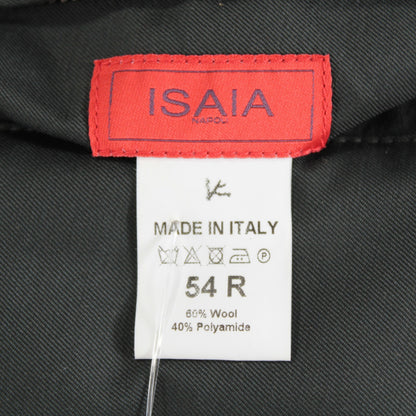 ISAIA
NAPOLI
MADE IN ITALY
P
54 R
60% Wool
40% Polyamide